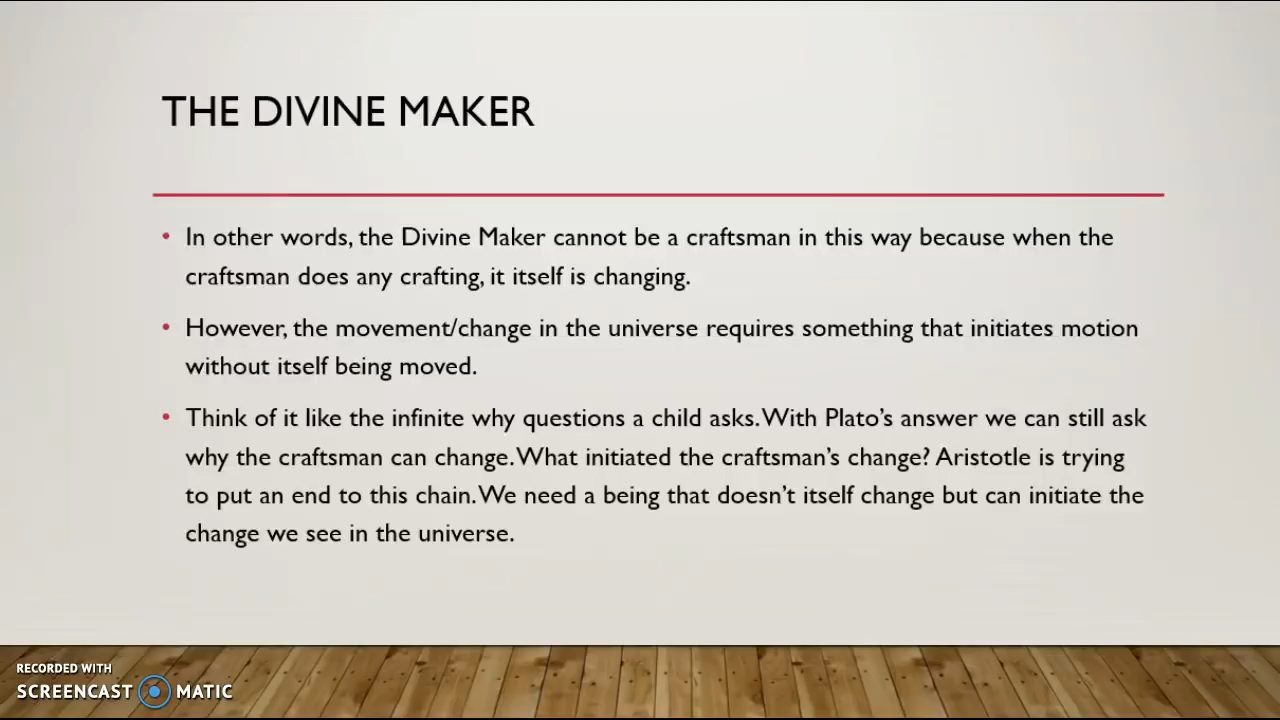 THE DIVINE MAKER
• In other words, the Divine Maker cannot be a craftsman in this way because when the
craftsman does any crafting, it itself is changing.
• However, the movement/change in the universe requires something that initiates motion
without itself being moved.
• Think of it like the infinite why questions a child asks. With Plato’s answer we can still ask
why the craftsman can change. What initiated the craftsman’s change? Aristotle is trying
to put an end to this chain. We need a being that doesn’t itself change but can initiate the
change we see in the universe.
RECORDED WITH
SCREENCAST MATIC